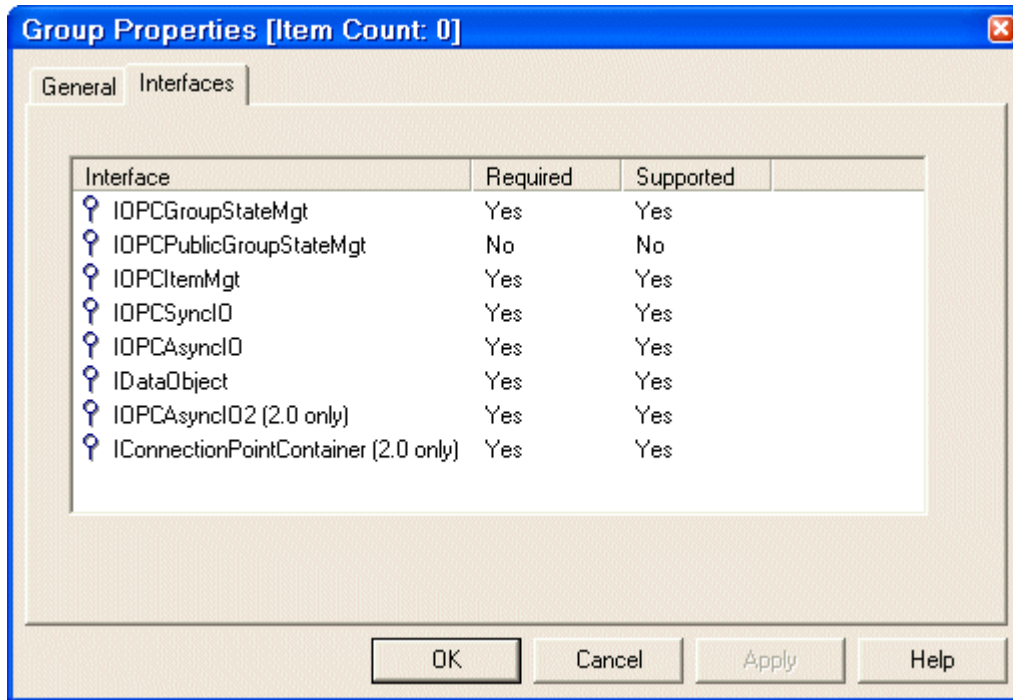 Group Properties [Item Count: 0]
General Interfaces
Interface Required Supported
IOPCGroupStateMgt Yes Yes
IOPCPublicGroupStateMgt No No
IOPCItemMgt Yes Yes
IOPCSyncIO Yes Yes
IOPCAsyncIO Yes Yes
IDataObject Yes Yes
IOPCAsyncIO2 (2.0 only) Yes Yes
IConnectionPointContainer (2.0 only) Yes Yes
OK Cancel Apply Help